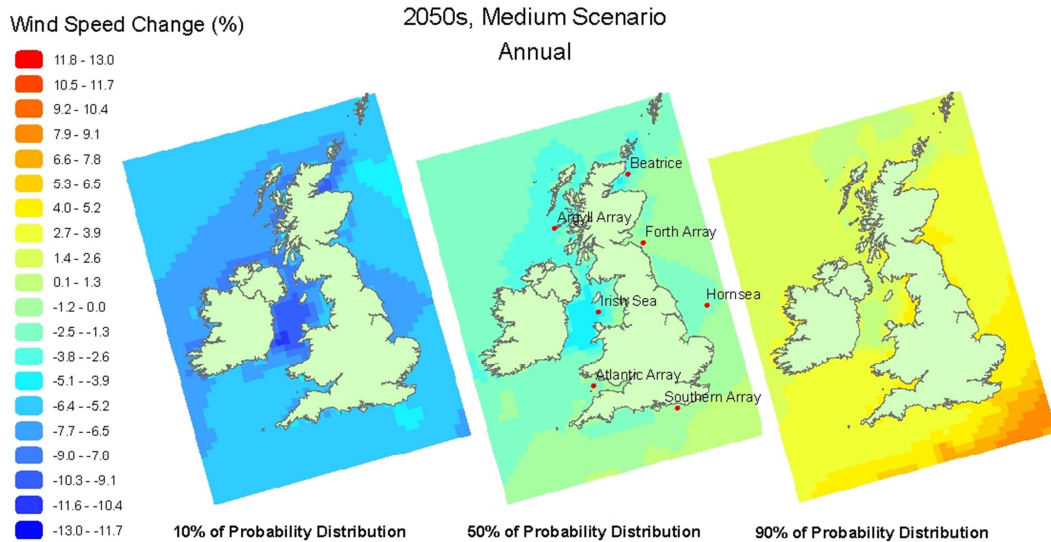 2050s, Medium Scenario
Annual
Wind Speed Change (%)
11.8 - 13.0
10.5 - 11.7
9.2 - 10.4
7.9 - 9.1
6.6 - 7.8
5.3 - 6.5
4.0 - 5.2
2.7 - 3.9
1.4 - 2.6
0.1 - 1.3
-1.2 - 0.0
-2.5 - -1.3
-3.8 - -2.6
-5.1 - -3.9
-6.4 - -5.2
-7.7 - -6.5
-9.0 - -7.0
-10.3 - -9.1
-11.6 - -10.4
-13.0 - -11.7
Beatrice
Argyll Array
Forth Array
Irish Sea
Hornsea
Atlantic Array
Southern Array
10% of Probability Distribution
50% of Probability Distribution
90% of Probability Distribution